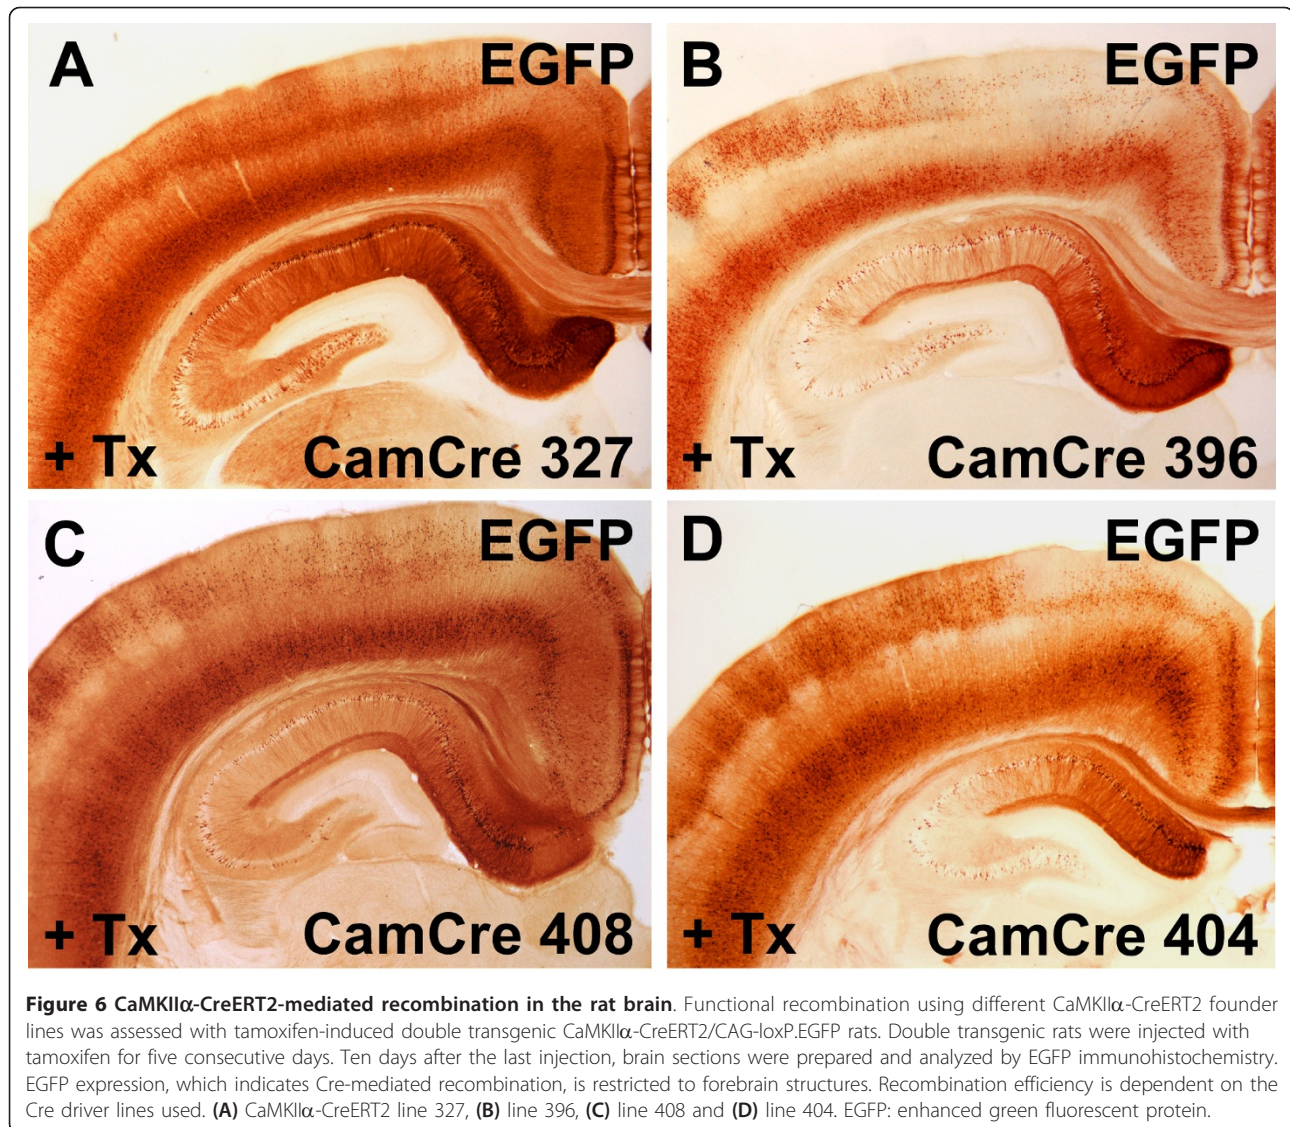 A
EGFP
+ Tx
CamCre 327
B
EGFP
+ Tx
CamCre 396
C
EGFP
+ Tx
CamCre 408
D
EGFP
+ Tx
CamCre 404
Figure 6 CaMKIIα-CreERT2-mediated recombination in the rat brain. Functional recombination using different CaMKIIα-CreERT2 founder
lines was assessed with tamoxifen-induced double transgenic CaMKIIα-CreERT2/CAG-loxP.EGFP rats. Double transgenic rats were injected with
tamoxifen for five consecutive days. Ten days after the last injection, brain sections were prepared and analyzed by EGFP immunohistochemistry.
EGFP expression, which indicates Cre-mediated recombination, is restricted to forebrain structures. Recombination efficiency is dependent on the
Cre driver lines used. (A) CaMKIIα-CreERT2 line 327, (B) line 396, (C) line 408 and (D) line 404. EGFP: enhanced green fluorescent protein.